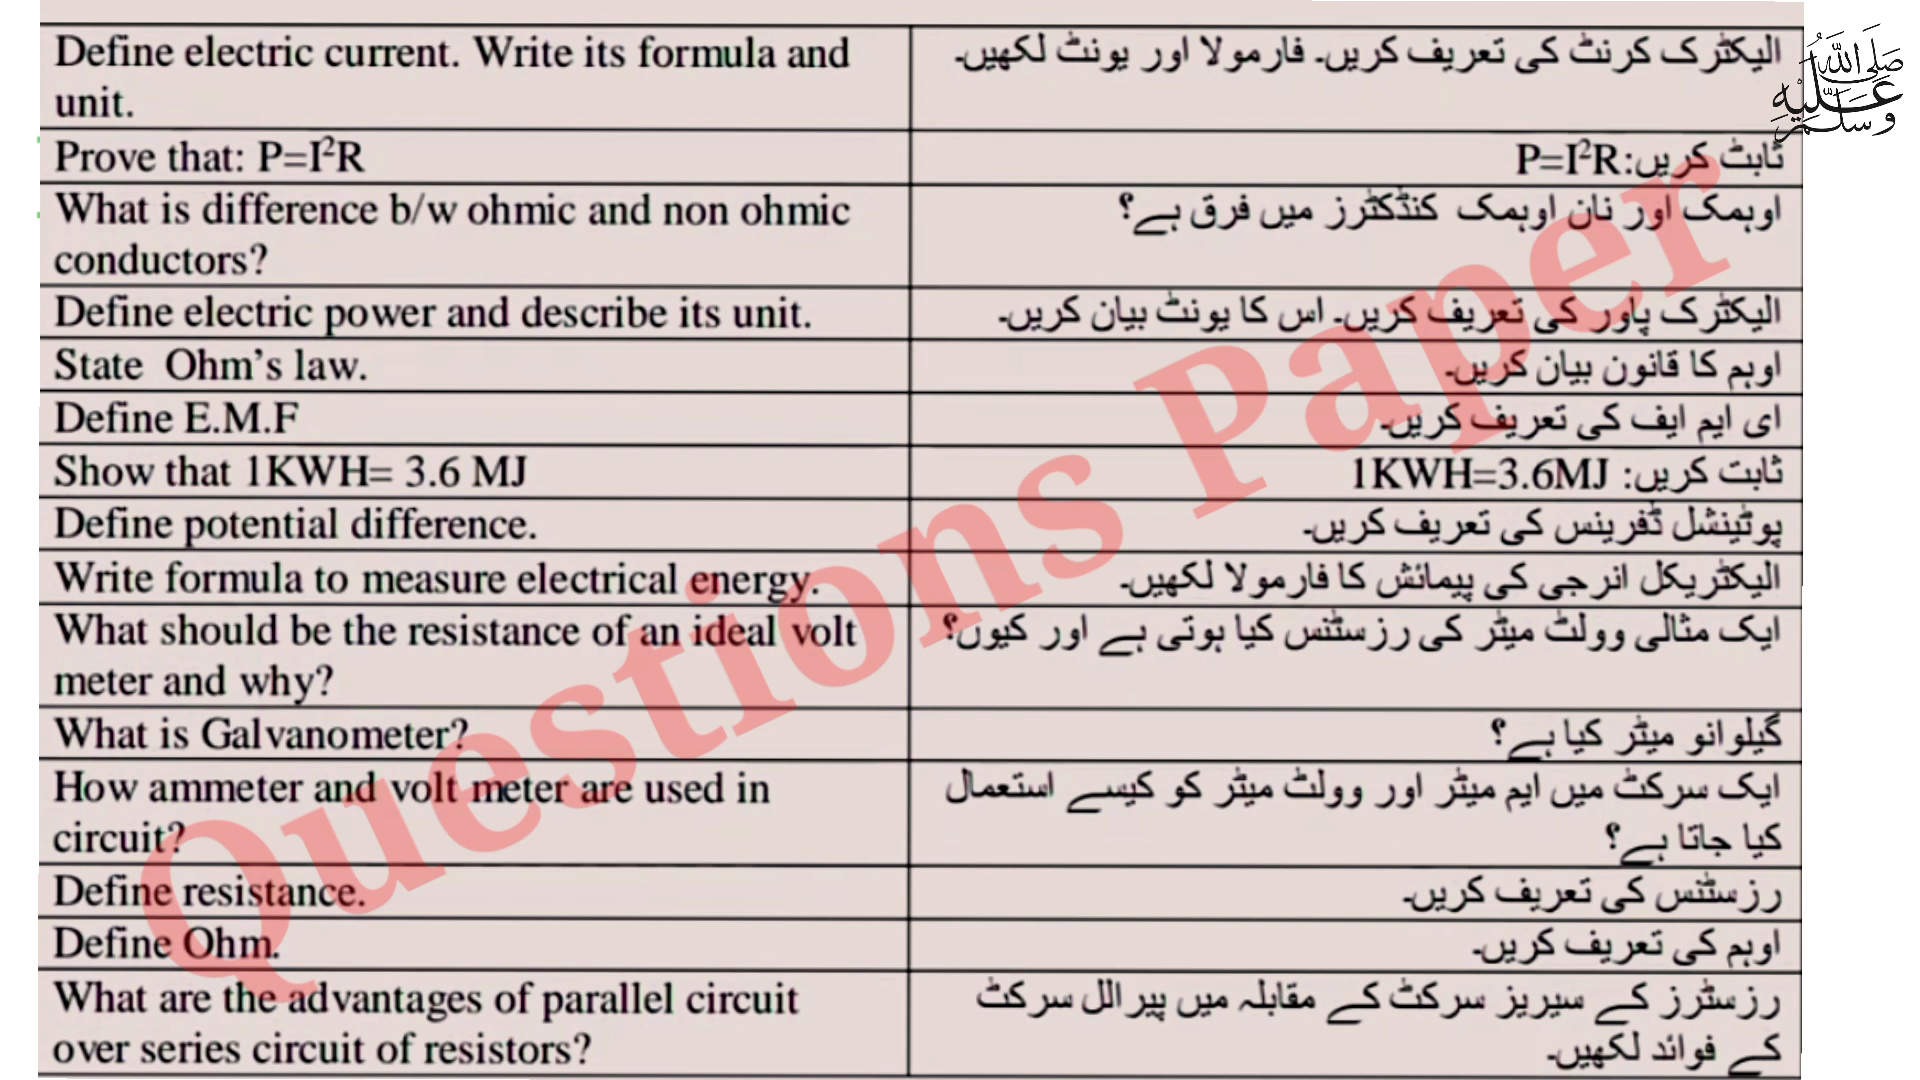 Define electric current. Write its formula and
unit.
الیکٹرک کرنٹ کی تعریف کریں۔ فارمولا اور یونٹ لکھیں۔
Prove that: P=I²R
ثابٹ کریں:P=I²R
What is difference b/w ohmic and non ohmic
conductors?
اوہمک اور نان اوہمک کنڈکٹرز میں فرق ہے؟
Define electric power and describe its unit.
الیکٹرک پاور کی تعریف کریں۔ اس کا یونٹ بیان کریں۔
State Ohm's law.
اوہم کا قانون بیان کریں۔
Define E.M.F
ای ایم ایف کی تعریف کریں۔
Show that 1KWH= 3.6 MJ
ثابت کریں: 1KWH=3.6MJ
Define potential difference.
پوٹینشل ڈفرینس کی تعریف کریں۔
Write formula to measure electrical energy.
الیکٹریکل انرجی کی پیمائش کا فارمولا لکھیں۔
What should be the resistance of an ideal volt
meter and why?
ایک مثالی وولٹ میٹر کی رزسٹنس کیا ہوتی ہے اور کیوں؟
What is Galvanometer?
گیلوانو میٹر کیا ہے؟
How ammeter and volt meter are used in
circuit?
ایک سرکٹ میں ایم میٹر اور وولٹ میٹر کو کیسے استعمال
کیا جاتا ہے؟
Define resistance.
رزسٹنس کی تعریف کریں۔
Define Ohm.
اوہم کی تعریف کریں۔
What are the advantages of parallel circuit
over series circuit of resistors?
رزسٹرز کے سیریز سرکٹ کے مقابلہ میں پیرالل سرکٹ
کے فوائد لکھیں۔
Questions Paper
صلى الله
عليه
وسلم